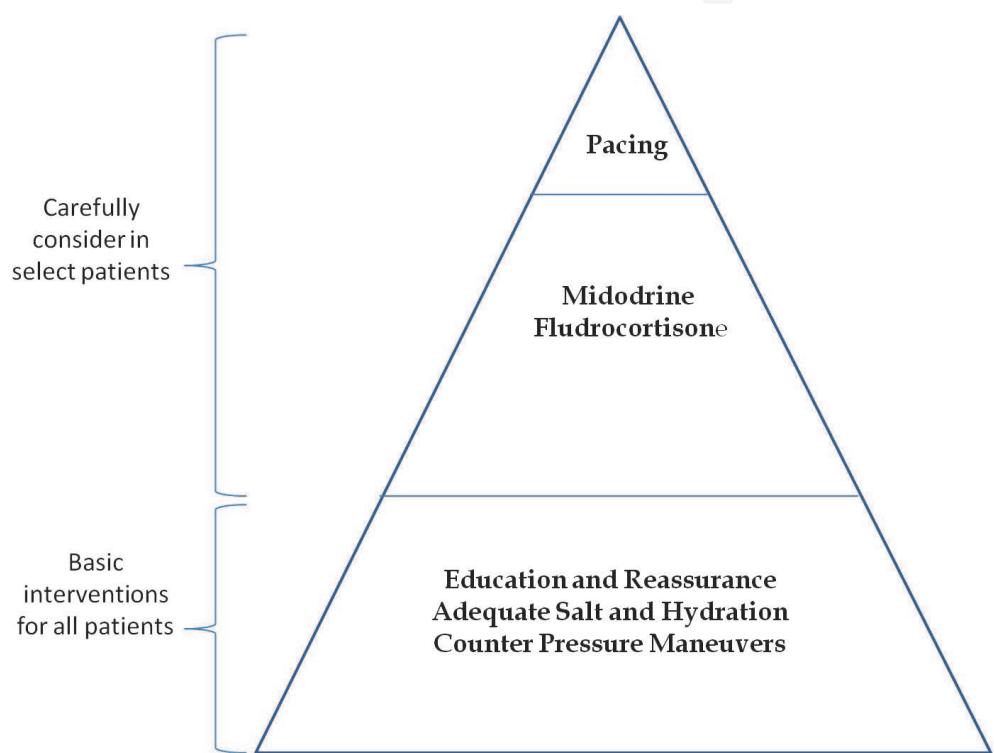 Pacing
Carefully
consider in
select patients
Midodrine
Fludrocortisone
Basic
interventions
for all patients
Education and Reassurance
Adequate Salt and Hydration
Counter Pressure Maneuvers